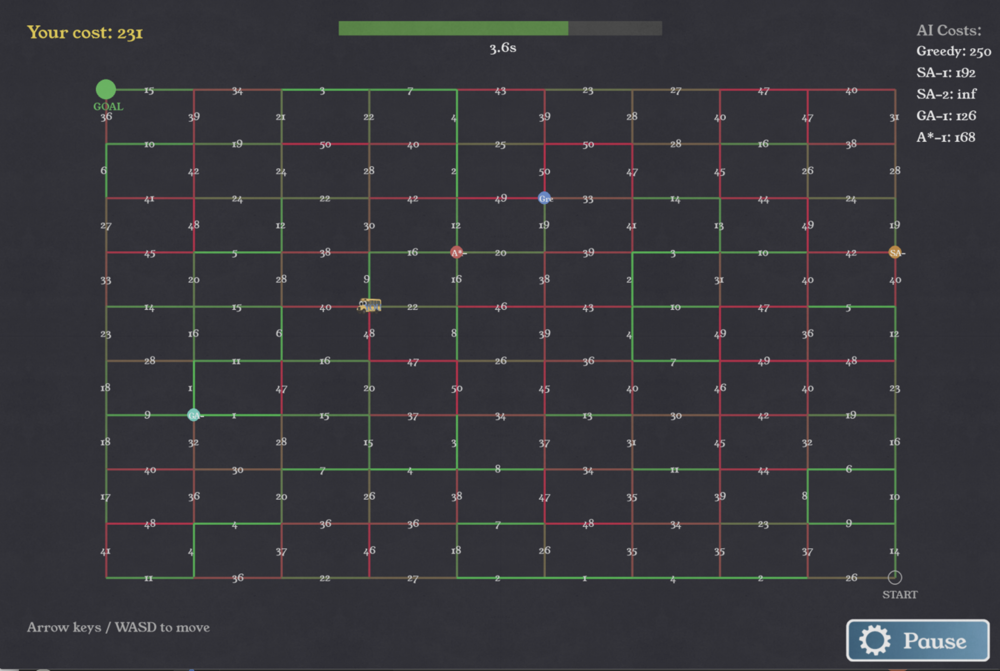 Your cost: 231
3.6s
AI Costs:
Greedy: 250
SA-1: 192
SA-2: inf
GA-1: 126
A*-1: 168
15 34 3 7 43 23 27 47 40
GOAL
36 39 21 22 4 39 28 40 47 31
10 19 50 40 25 50 28 16 38
6 42 24 28 2 50 47 45 26 28
41 24 22 42 49 Gre 33 14 44 24
27 48 12 30 12 19 41 13 49 19
45 5 38 16 A*- 20 39 3 10 42 SA-
33 20 28 9 16 38 2 31 40 40
14 15 40 22 46 43 10 47 5
23 16 6 48 8 39 4 49 36 12
28 11 16 47 26 36 7 49 48
18 1 47 20 50 45 40 46 40 23
9 GA- 1 15 37 34 13 30 42 19
18 32 28 15 3 37 31 45 32 16
40 30 7 4 8 34 11 44 6
17 36 20 26 38 47 35 39 8 10
48 4 36 36 7 48 34 23 9
41 4 37 46 18 26 35 35 37 14
11 36 22 27 2 1 4 2 26
START
Arrow keys / WASD to move
Pause